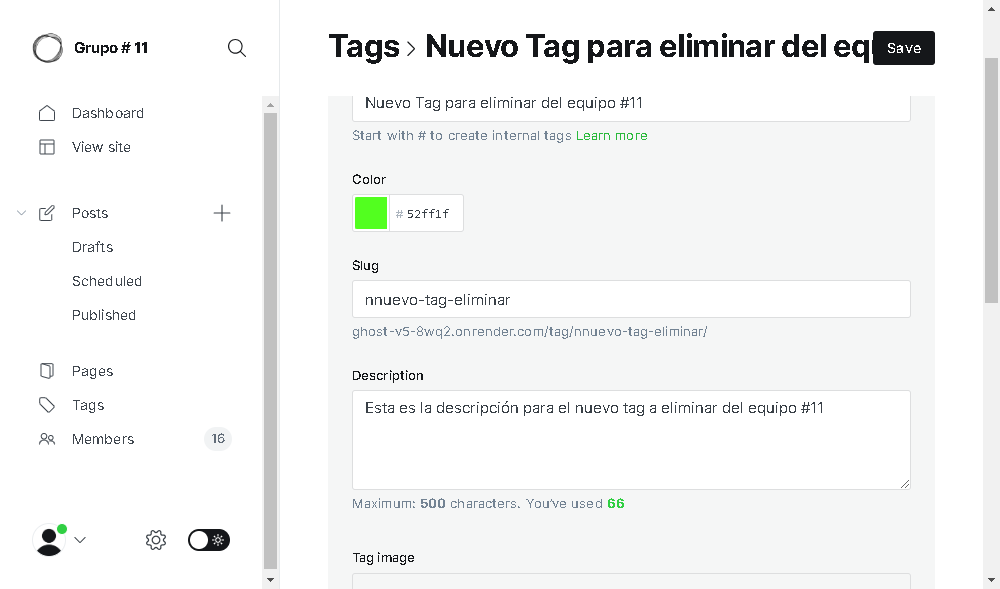 Grupo # 11
Dashboard
View site
Posts
Drafts
Scheduled
Published
Pages
Tags
Members 16
Tags › Nuevo Tag para eliminar del eq
Save
Nuevo Tag para eliminar del equipo #11
Start with # to create internal tags Learn more
Color
# 52ff1f
Slug
nnuevo-tag-eliminar
ghost-v5-8wq2.onrender.com/tag/nnuevo-tag-eliminar/
Description
Esta es la descripción para el nuevo tag a eliminar del equipo #11
Maximum: 500 characters. You've used 66
Tag image